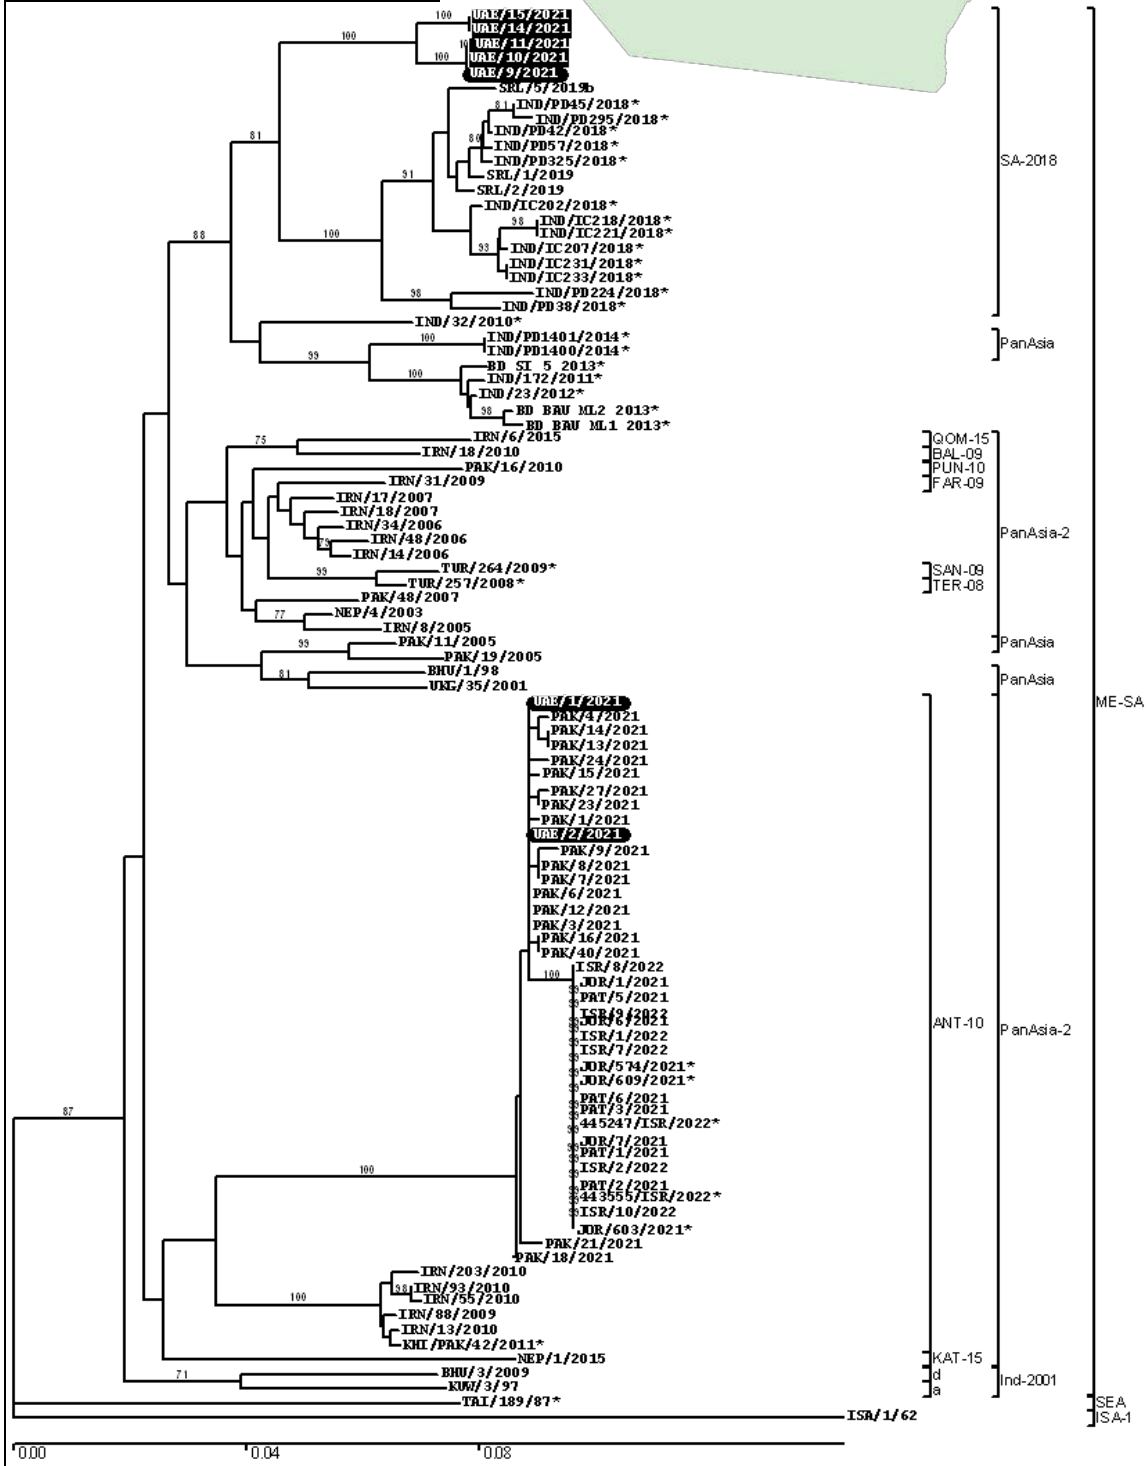 100
UAE/15/2021
UAE/14/2021
100
UAE/11/2021
100
UAE/10/2021
UAE/9/2021
SRL/5/2019b
81
IND/PD45/2018*
IND/PD295/2018*
81
IND/PD42/2018*
80
IND/PD57/2018*
IND/PD325/2018*
SA-2018
91
SRL/1/2019
SRL/2/2019
IND/IC202/2018*
98
IND/IC218/2018*
IND/IC221/2018*
88
100
93
IND/IC207/2018*
IND/IC231/2018*
IND/IC233/2018*
98
IND/PD224/2018*
IND/PD38/2018*
IND/32/2010*
100
IND/PD1401/2014*
PanAsia
IND/PD1400/2014*
99
BD SI 5 2013*
100
IND/172/2011*
IND/23/2012*
98
BD BAU ML2 2013*
BD BAU ML1 2013*
75
IRN/6/2015
QOM-15
IRN/18/2010
BAL-09
PAK/16/2010
PUN-10
IRN/31/2009
FAR-09
IRN/17/2007
IRN/18/2007
IRN/34/2006
PanAsia-2
IRN/48/2006
IRN/14/2006
99
TUR/264/2009*
SAN-09
TUR/257/2008*
TER-08
PAK/48/2007
77
NEP/4/2003
IRN/8/2005
99
PAK/11/2005
PanAsia
PAK/19/2005
81
BHU/1/98
PanAsia
UKG/35/2001
UAE/1/2021
ME-SA
PAK/4/2021
PAK/14/2021
PAK/13/2021
PAK/24/2021
PAK/15/2021
PAK/27/2021
PAK/23/2021
PAK/1/2021
UAE/2/2021
PAK/9/2021
PAK/8/2021
PAK/7/2021
PAK/6/2021
PAK/12/2021
PAK/3/2021
PAK/16/2021
PAK/40/2021
100
ISR/8/2022
JOR/1/2021
PAT/5/2021
ISR/9/2022
JOR/6/2021
ANT-10
PanAsia-2
ISR/1/2022
ISR/7/2022
JOR/574/2021*
JOR/609/2021*
PAT/6/2021
PAT/3/2021
87
445247/ISR/2022*
JOR/7/2021
PAT/1/2021
100
ISR/2/2022
PAT/2/2021
443555/ISR/2022*
ISR/10/2022
JOR/603/2021*
PAK/21/2021
PAK/18/2021
IRN/203/2010
98
IRN/93/2010
100
IRN/55/2010
IRN/88/2009
IRN/13/2010
KHI/PAK/42/2011*
NEP/1/2015
KAT-15
71
BHU/3/2009
d
Ind-2001
KUW/3/97
a
TAI/189/87*
SEA
ISA/1/62
ISA-1
0.00
0.04
0.08